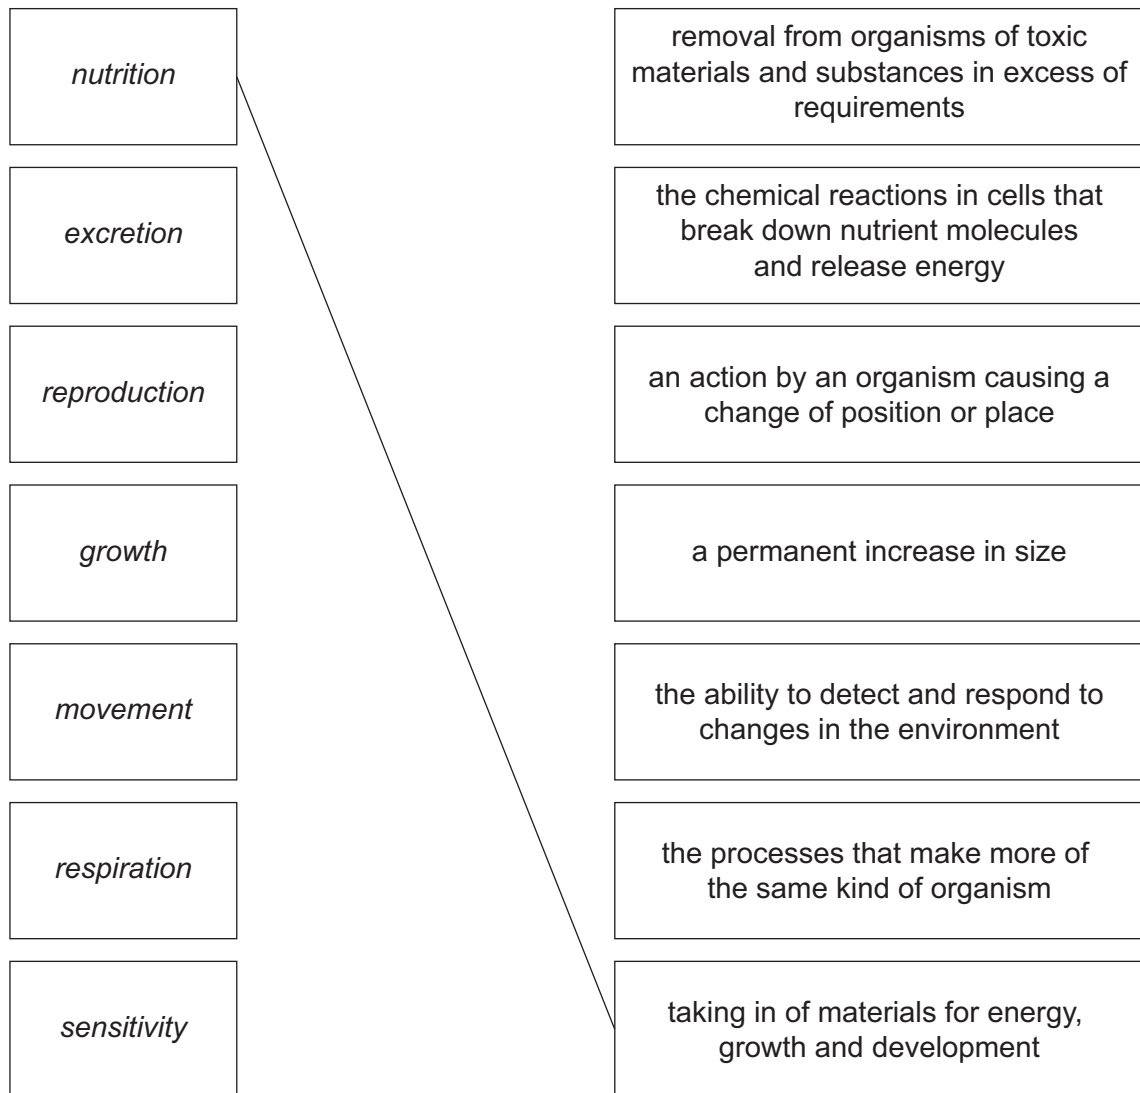 nutrition
removal from organisms of toxic
materials and substances in excess of
requirements
excretion
the chemical reactions in cells that
break down nutrient molecules
and release energy
reproduction
an action by an organism causing a
change of position or place
growth
a permanent increase in size
movement
the ability to detect and respond to
changes in the environment
respiration
the processes that make more of
the same kind of organism
sensitivity
taking in of materials for energy,
growth and development